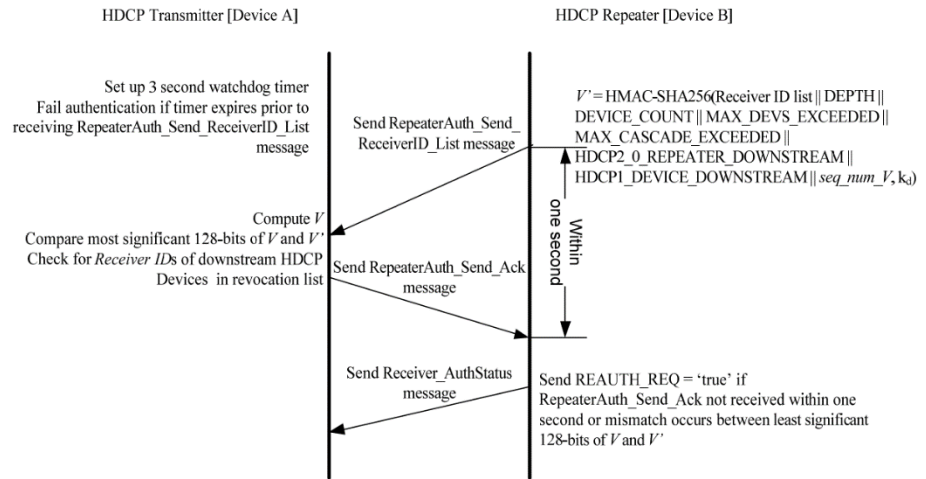 HDCP Transmitter [Device A]
HDCP Repeater [Device B]
Set up 3 second watchdog timer
Fail authentication if timer expires prior to
receiving RepeaterAuth_Send_ReceiverID_List
message
Send RepeaterAuth_Send_
ReceiverID_List message
V’ = HMAC-SHA256(Receiver ID list || DEPTH ||
DEVICE_COUNT || MAX_DEVS_EXCEEDED ||
MAX_CASCADE_EXCEEDED ||
HDCP2_0_REPEATER_DOWNSTREAM ||
HDCP1_DEVICE_DOWNSTREAM || seq_num_V, kd)
Within
one second
Compute V
Compare most significant 128-bits of V and V’
Check for Receiver IDs of downstream HDCP
Devices in revocation list
Send RepeaterAuth_Send_Ack
message
Send Receiver_AuthStatus
message
Send REAUTH_REQ = ‘true’ if
RepeaterAuth_Send_Ack not received within one
second or mismatch occurs between least significant
128-bits of V and V’